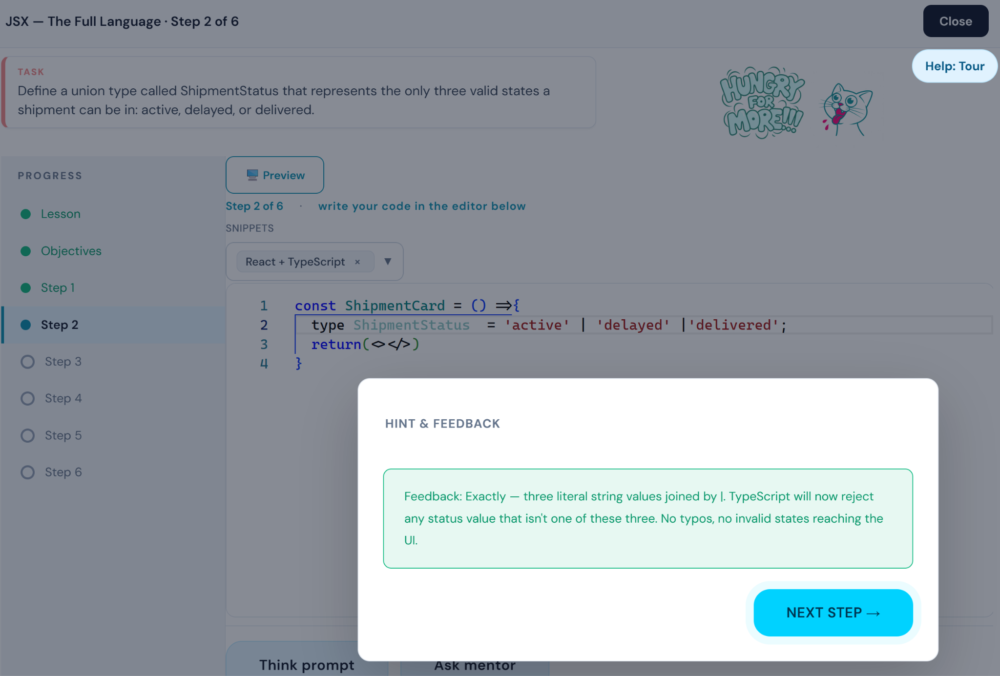 JSX — The Full Language · Step 2 of 6
Close
Help: Tour
TASK
Define a union type called ShipmentStatus that represents the only three valid states a
shipment can be in: active, delayed, or delivered.
HUNGRY
FOR
MORE!!!
PROGRESS
Lesson
Objectives
Step 1
Step 2
Step 3
Step 4
Step 5
Step 6
Preview
Step 2 of 6 · write your code in the editor below
SNIPPETS
React + TypeScript × ▼
1 const ShipmentCard = () =>{
2 type ShipmentStatus  = 'active' | 'delayed' |'delivered';
3 return(<></>)
4 }
HINT & FEEDBACK
Feedback: Exactly — three literal string values joined by |. TypeScript will now reject
any status value that isn't one of these three. No typos, no invalid states reaching the
UI.
NEXT STEP →
Think prompt
Ask mentor